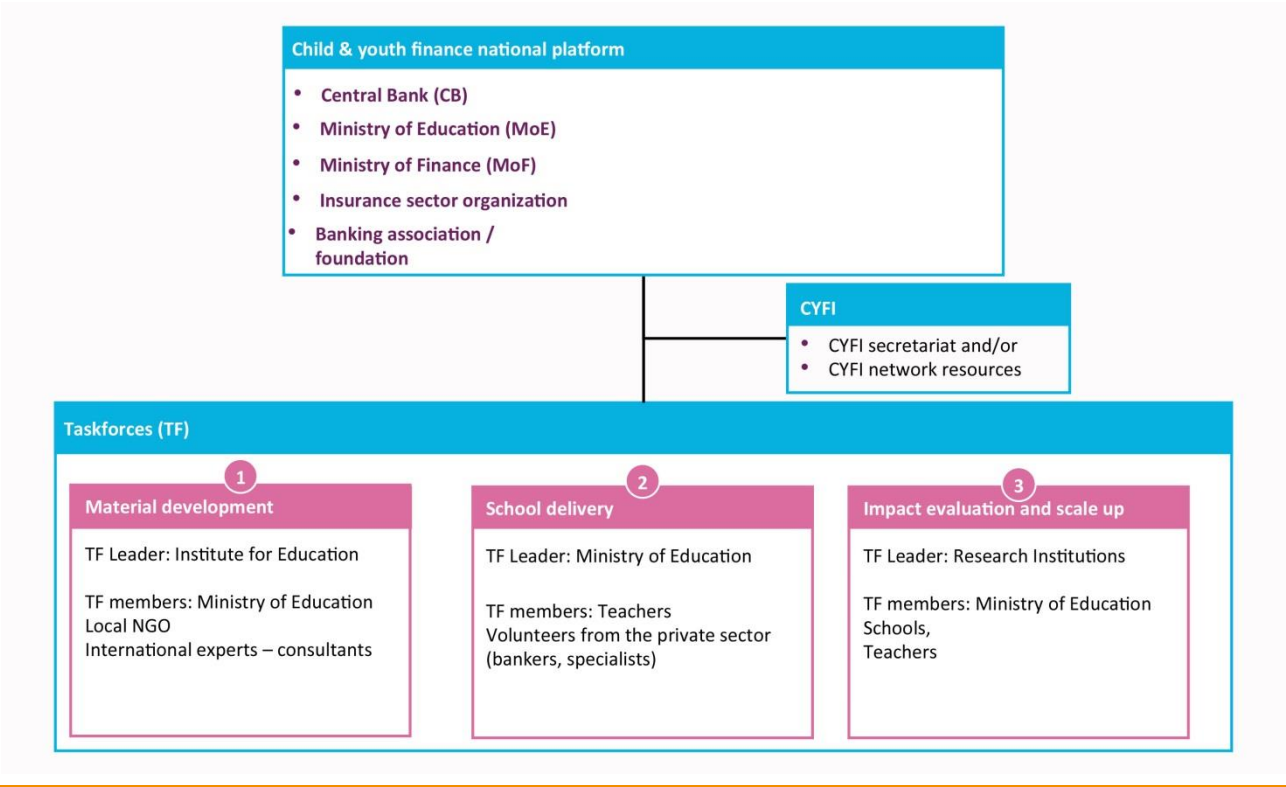 Child & youth finance national platform
• Central Bank (CB)
• Ministry of Education (MoE)
• Ministry of Finance (MoF)
• Insurance sector organization
• Banking association /
foundation
CYFI
• CYFI secretariat and/or
• CYFI network resources
Taskforces (TF)
1
Material development
TF Leader: Institute for Education
TF members: Ministry of Education
Local NGO
International experts – consultants
2
School delivery
TF Leader: Ministry of Education
TF members: Teachers
Volunteers from the private sector
(bankers, specialists)
3
Impact evaluation and scale up
TF Leader: Research Institutions
TF members: Ministry of Education
Schools,
Teachers